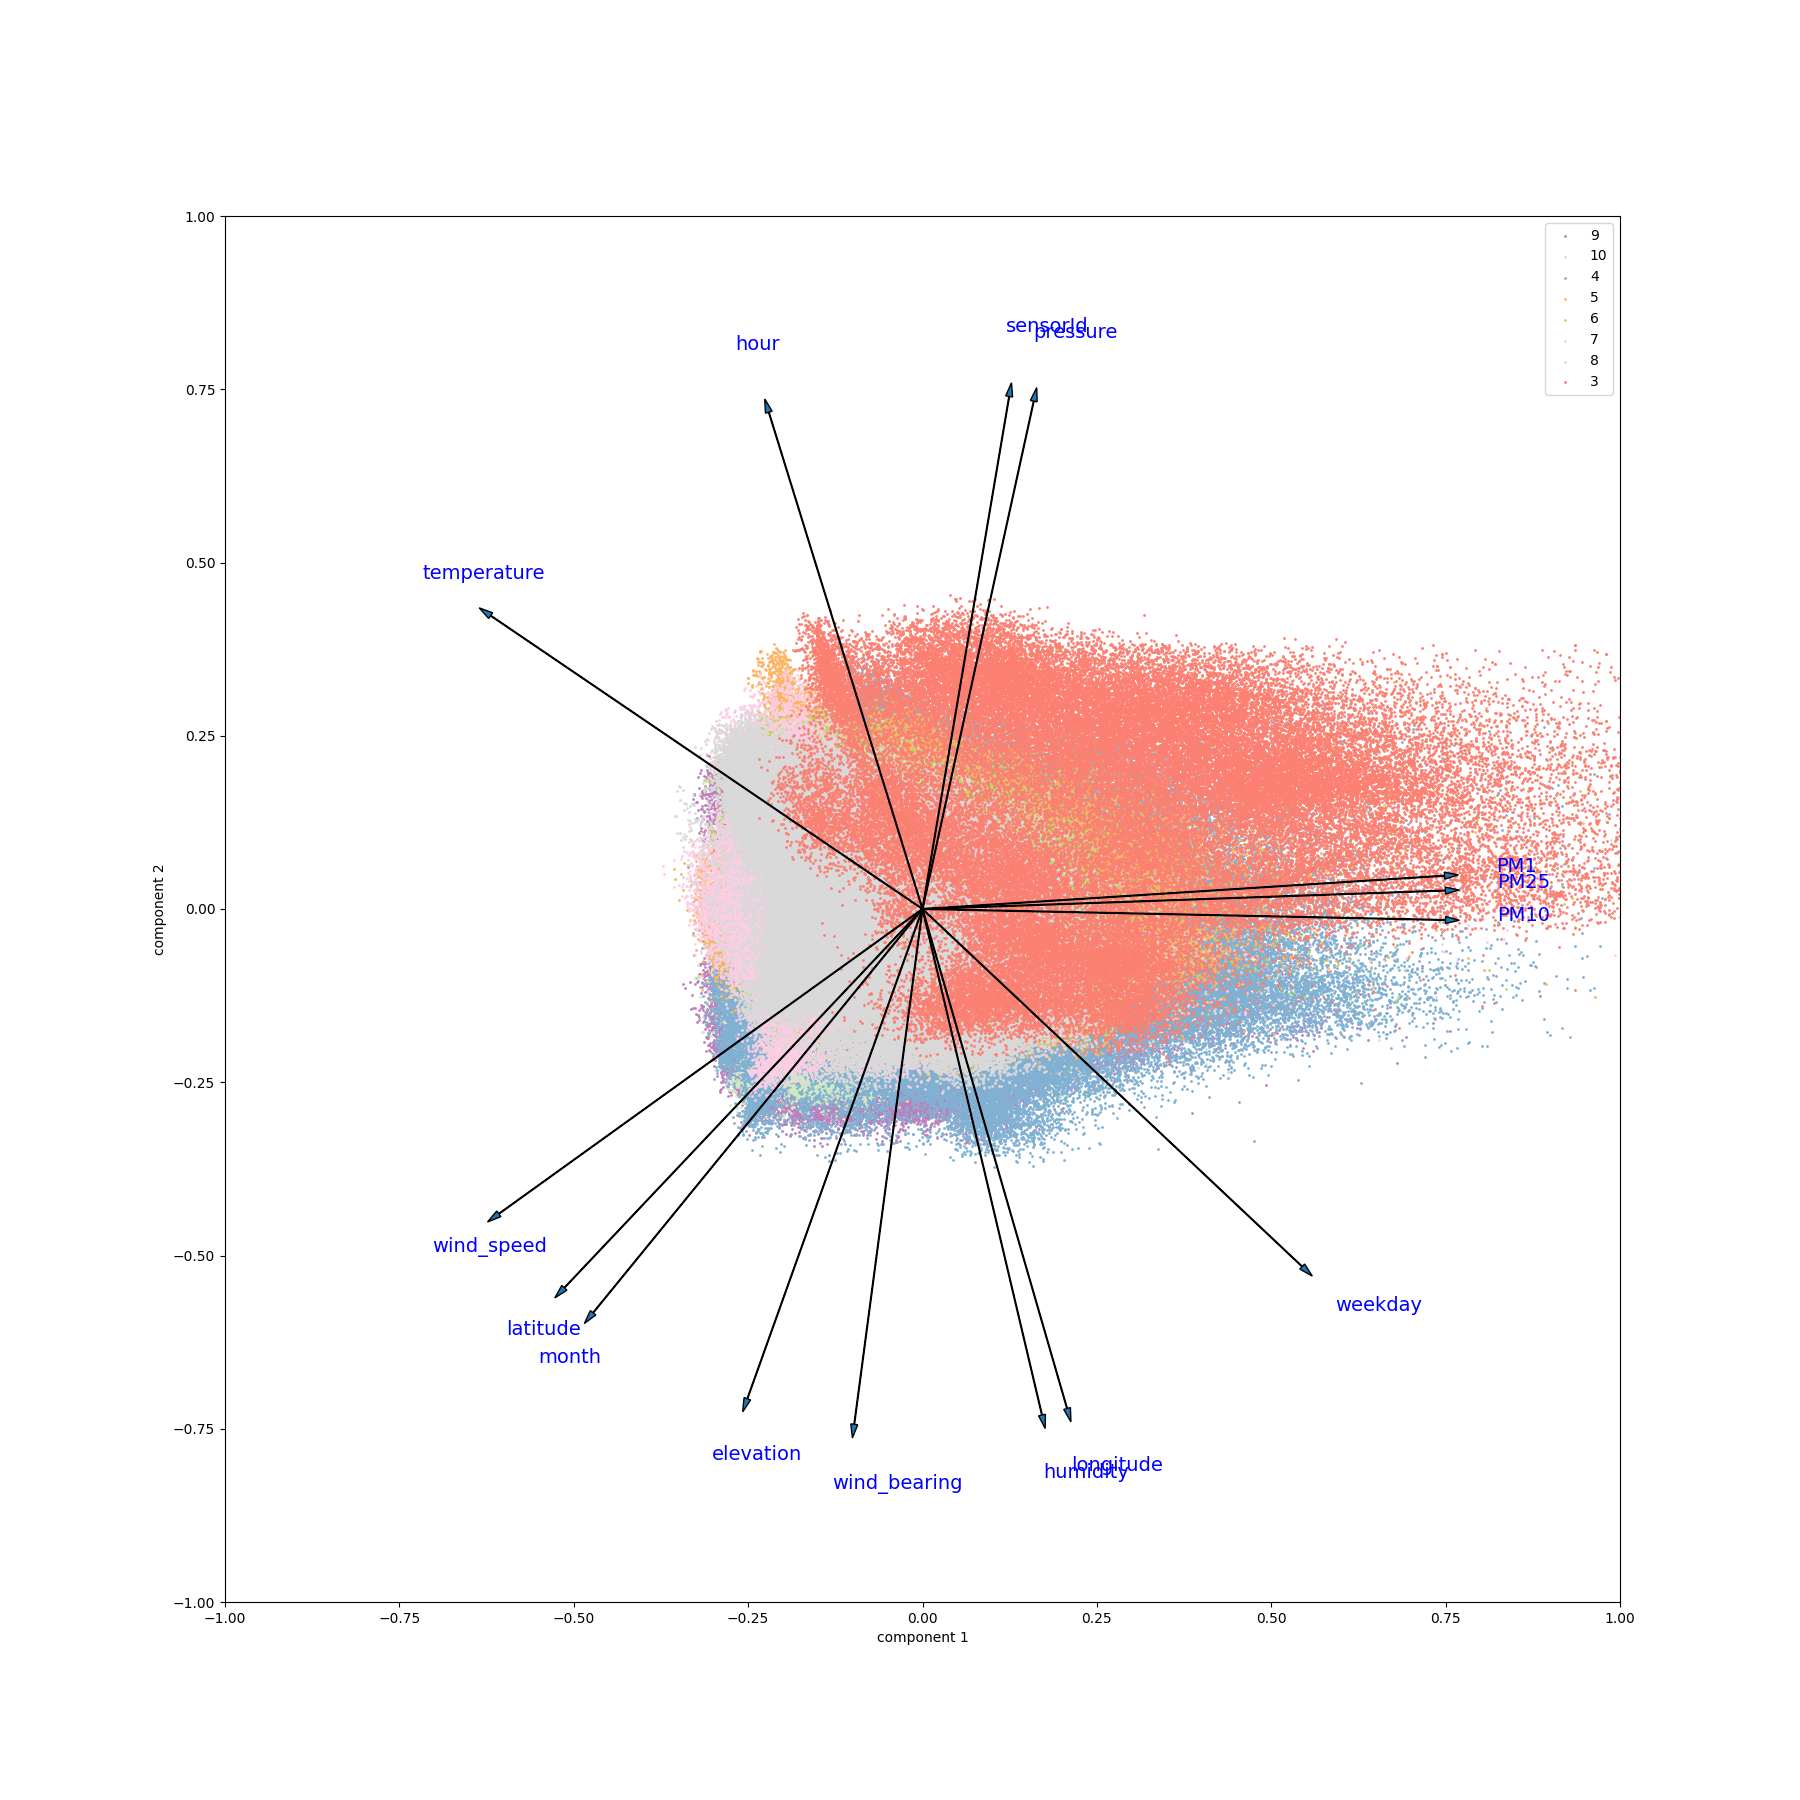 1.00
0.75
0.50
0.25
0.00
−0.25
−0.50
−0.75
−1.00
component 2
9
10
4
5
6
7
8
3
sensorId
pressure
hour
temperature
PM1
PM25
PM10
wind_speed
latitude
month
weekday
elevation
wind_bearing
longitude
humidity
−1.00 −0.75 −0.50 −0.25 0.00 0.25 0.50 0.75 1.00
component 1